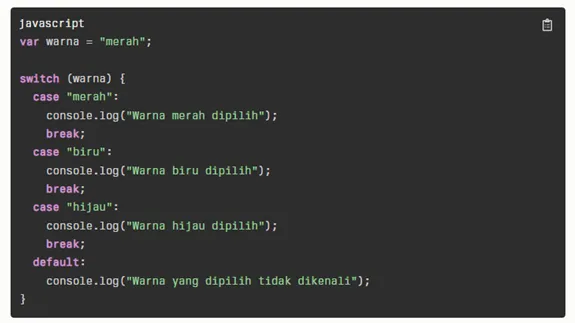 javascript
var warna = "merah";
switch (warna) {
case "merah":
console.log("Warna merah dipilih");
break;
case "biru":
console.log("Warna biru dipilih");
break;
case "hijau":
console.log("Warna hijau dipilih");
break;
default:
console.log("Warna yang dipilih tidak dikenali");
}